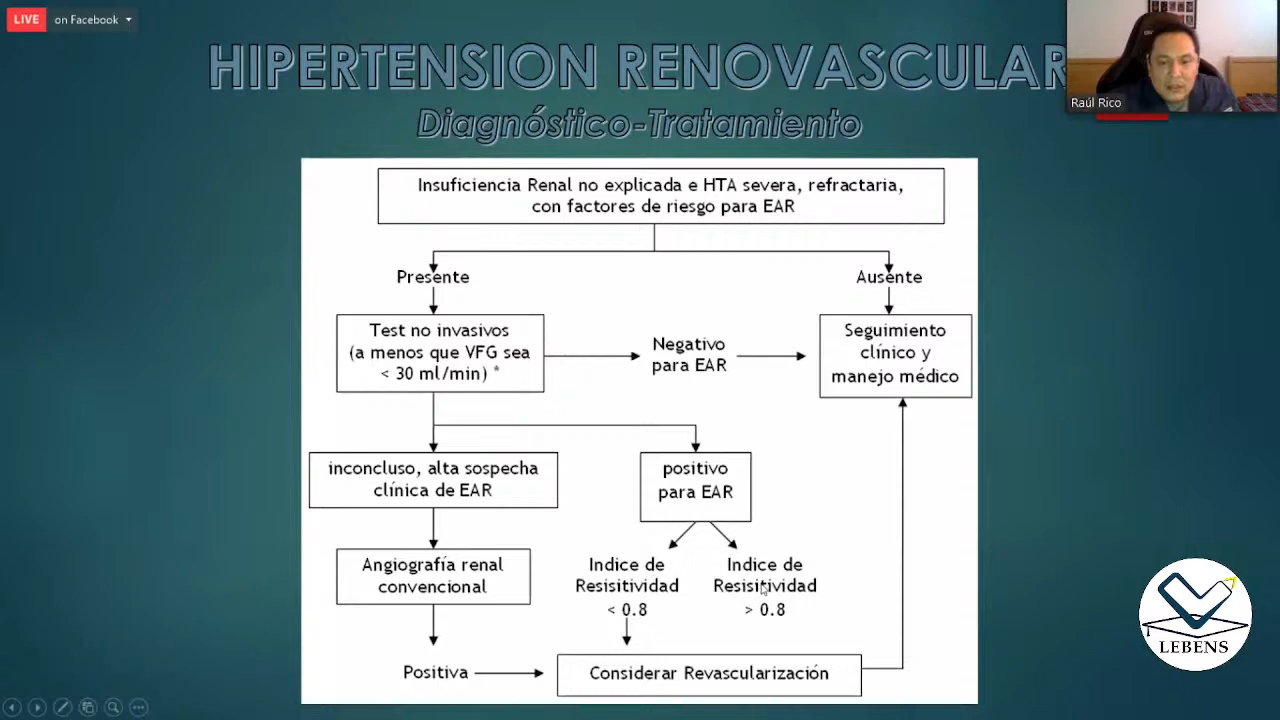 LIVE on Facebook
HIPERTENSION RENOVASCULAR
Diagnóstico-Tratamiento
Raúl Rico
Insuficiencia Renal no explicada e HTA severa, refractaria,
con factores de riesgo para EAR
Presente
Ausente
Test no invasivos
(a menos que VFG sea
< 30 ml/min) *
Negativo
para EAR
Seguimiento
clínico y
manejo médico
inconcluso, alta sospecha
clínica de EAR
positivo
para EAR
Angiografía renal
convencional
Indice de
Resisitividad
< 0.8
Indice de
Resisitividad
> 0.8
Positiva
Considerar Revascularización
LEBENS